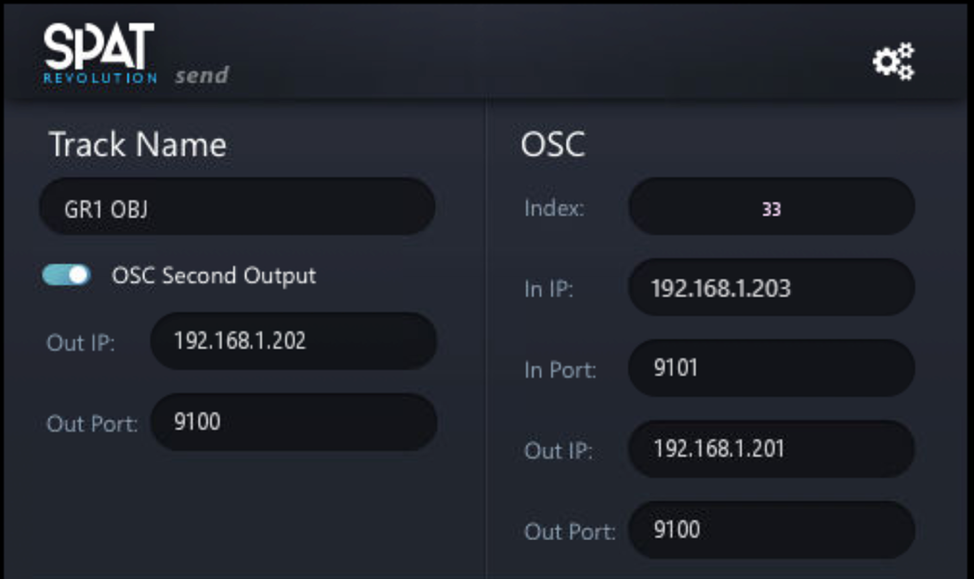 SPAT
REVOLUTION send
Track Name
GR1 OBJ
OSC Second Output
Out IP: 192.168.1.202
Out Port: 9100
OSC
Index: 33
In IP: 192.168.1.203
In Port: 9101
Out IP: 192.168.1.201
Out Port: 9100